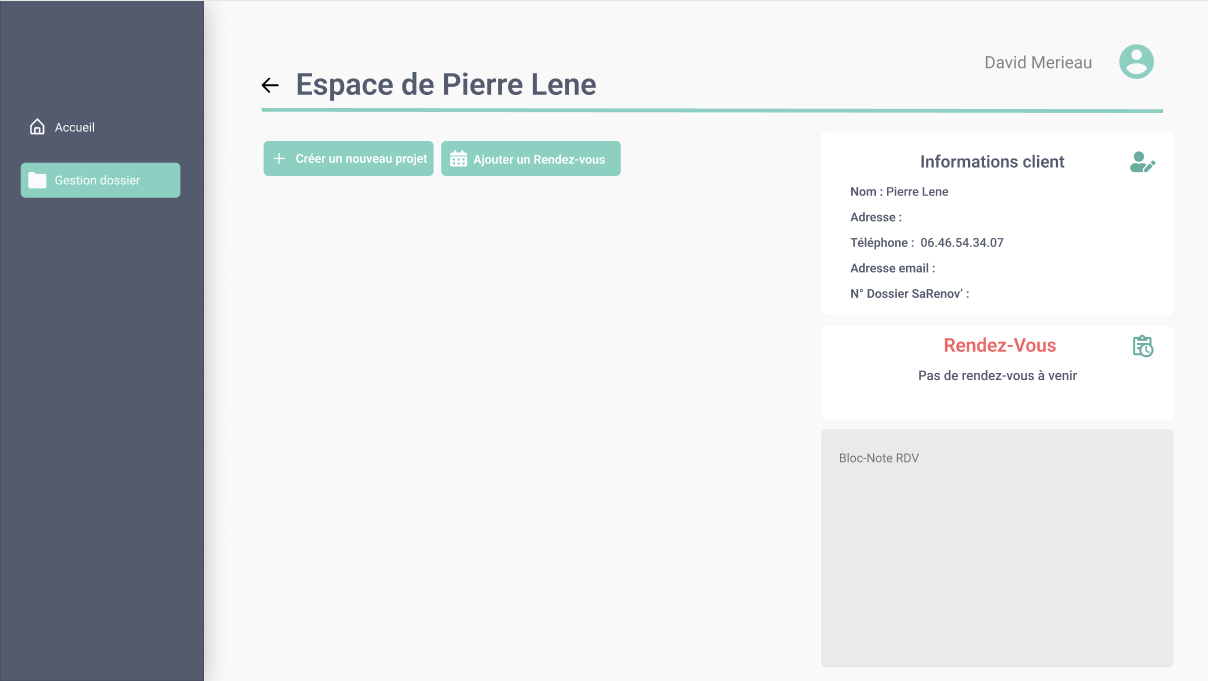 David Merieau
Espace de Pierre Lene
Accueil
Gestion dossier
Créer un nouveau projet
Ajouter un Rendez-vous
Informations client
Nom : Pierre Lene
Adresse :
Téléphone : 06.46.54.34.07
Adresse email :
N° Dossier SaRenov’ :
Rendez-Vous
Pas de rendez-vous à venir
Bloc-Note RDV